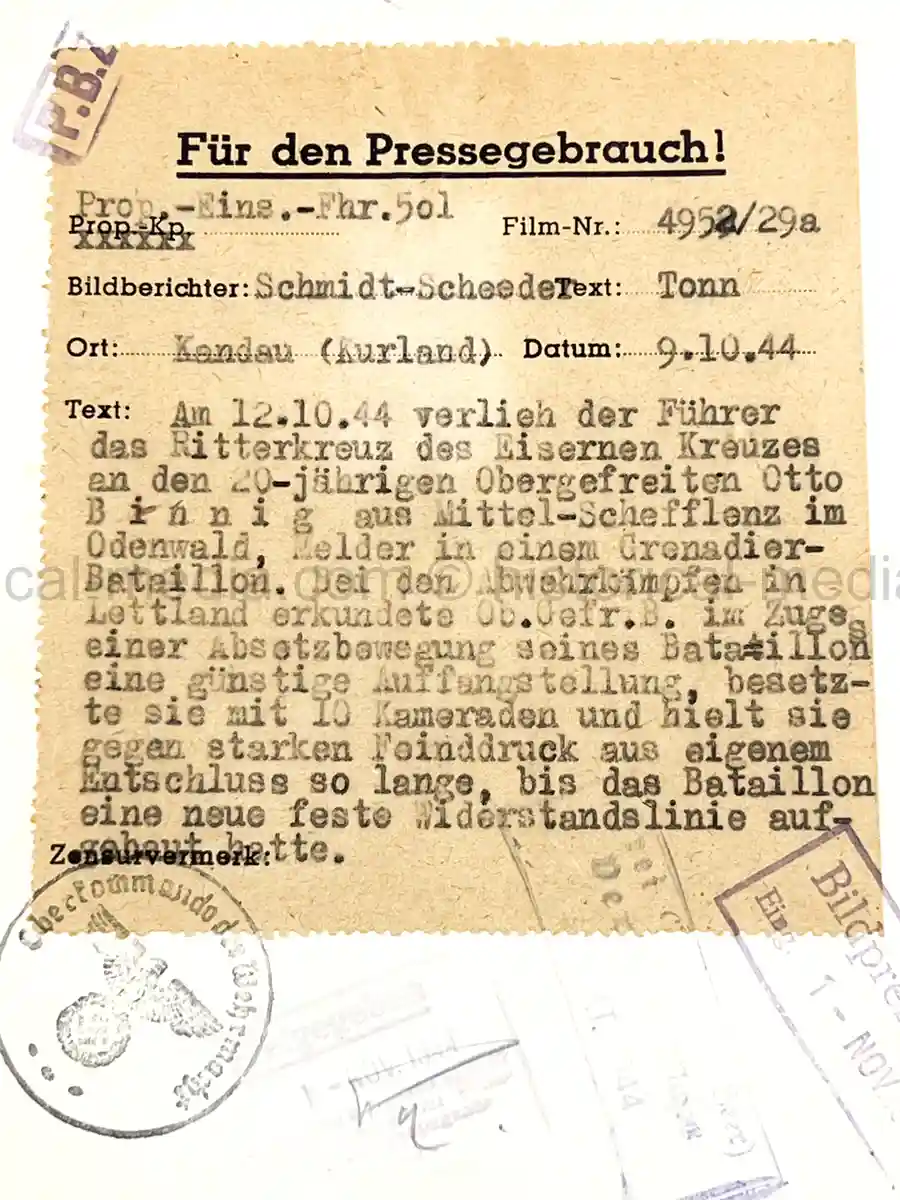 P.B.Z
Für den Pressegebrauch!
Prop.-Eins.-Fhr.5ol
Prop.-Kp.
xxxxxx
Film-Nr.: 4952/29a
Bildberichter: Schmidt-Scheeder Text: Tonn
Ort: Kandau (Kurland) Datum: 9.10.44
Text: Am 12.10.44 verlieh der Führer
das Ritterkreuz des Eisernen Kreuzes
an den 20-jährigen Obergefreiten Otto
B i n n i g aus Mittel-Schefflenz im
Odenwald, Melder in einem Grenadier-
Bataillon. Bei den Abwehrkämpfen in
Lettland erkundete Ob.Gefr.B. im Zuge
einer Absetzbewegung seines Bataillons
eine günstige Auffangstellung, besetz-
te sie mit 10 Kameraden und hielt sie
gegen starken Feinddruck aus eigenem
Entschluss so lange, bis das Bataillon
eine neue feste Widerstandslinie auf-
gebaut hatte.
Zensurvermerk:
Oberkommando der Wehrmacht
Bildpre
Eing.
1 - NOV.